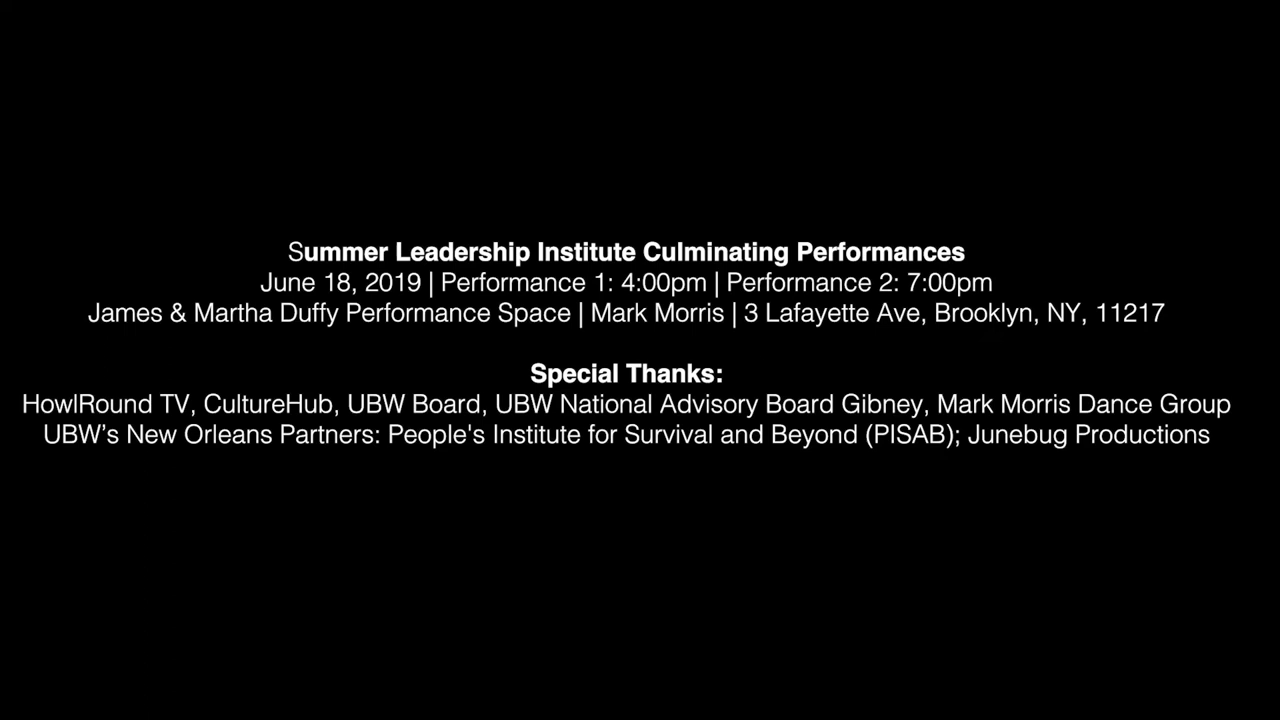 Summer Leadership Institute Culminating Performances
June 18, 2019 | Performance 1: 4:00pm | Performance 2: 7:00pm
James & Martha Duffy Performance Space | Mark Morris | 3 Lafayette Ave, Brooklyn, NY, 11217
Special Thanks:
HowlRound TV, CultureHub, UBW Board, UBW National Advisory Board Gibney, Mark Morris Dance Group
UBW’s New Orleans Partners: People's Institute for Survival and Beyond (PISAB); Junebug Productions